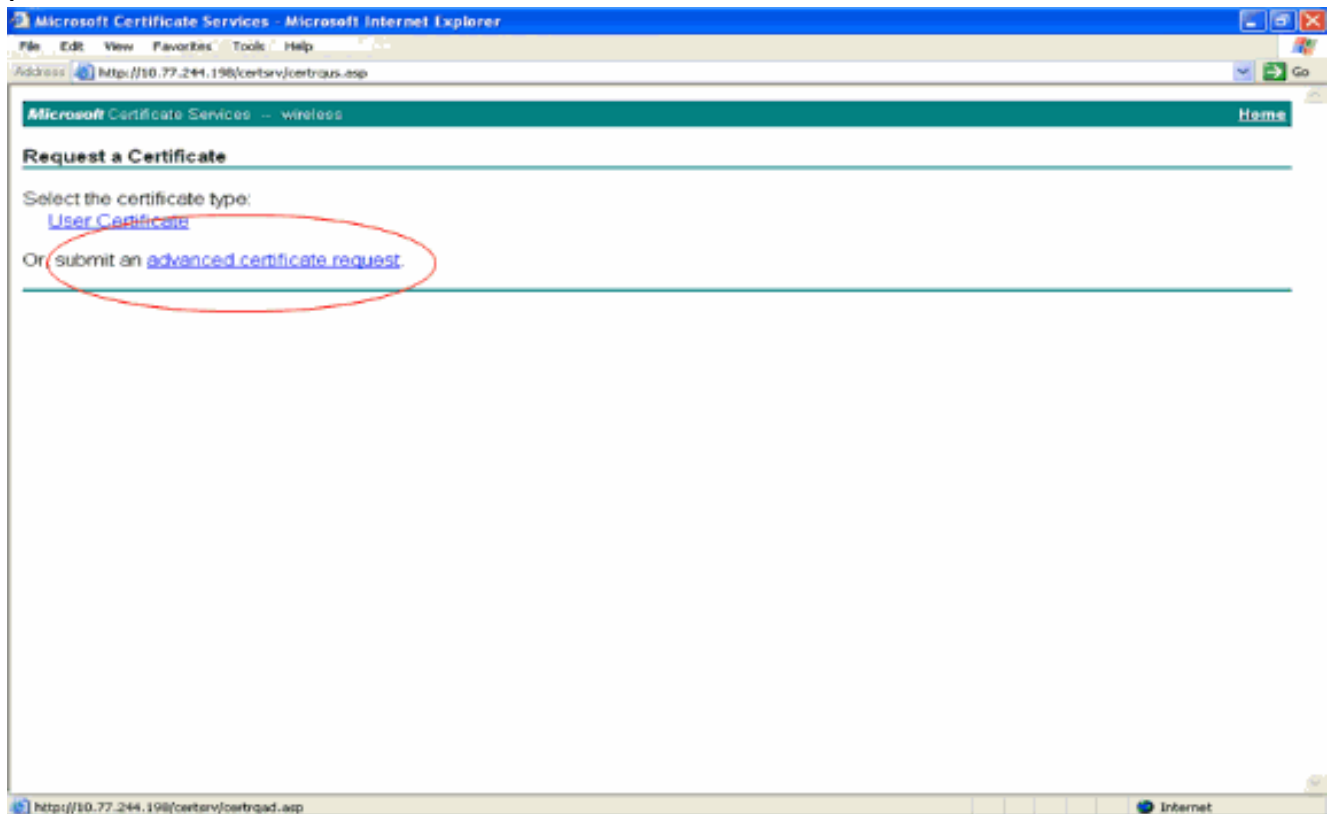 Microsoft Certificate Services - Microsoft Internet Explorer
File Edit View Favorites Tools Help
Address http://10.77.244.198/certsrv/certrqus.asp Go
Microsoft Certificate Services -- wireless Home
Request a Certificate
Select the certificate type:
User Certificate
Or, submit an advanced certificate request.
http://10.77.244.198/certsrv/certrqad.asp Internet